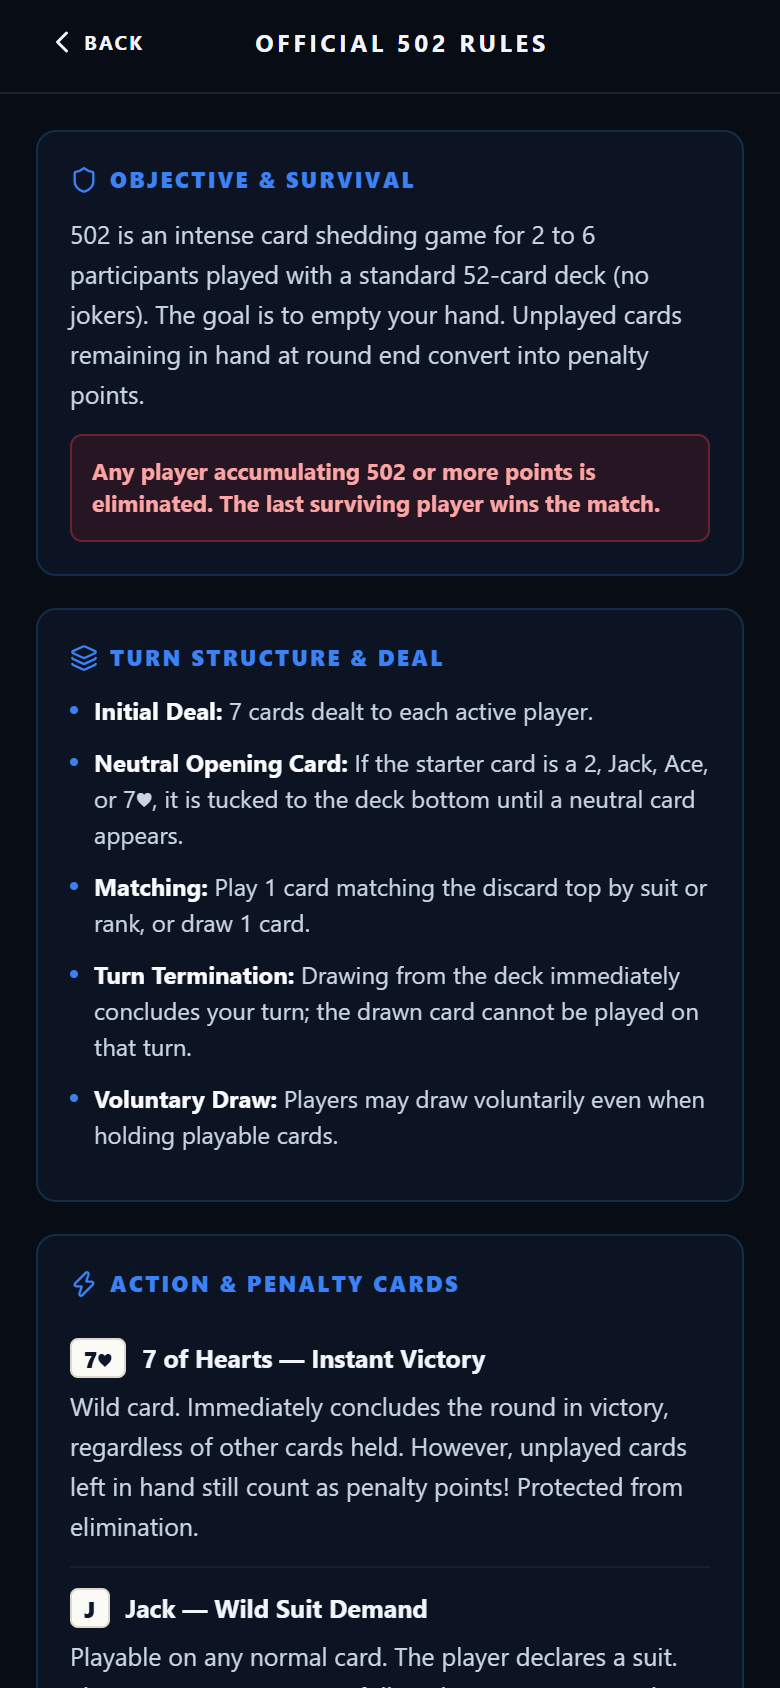 BACK
OFFICIAL 502 RULES
OBJECTIVE & SURVIVAL
502 is an intense card shedding game for 2 to 6
participants played with a standard 52-card deck (no
jokers). The goal is to empty your hand. Unplayed cards
remaining in hand at round end convert into penalty
points.
Any player accumulating 502 or more points is
eliminated. The last surviving player wins the match.
TURN STRUCTURE & DEAL
• Initial Deal: 7 cards dealt to each active player.
• Neutral Opening Card: If the starter card is a 2, Jack, Ace,
or 7♥, it is tucked to the deck bottom until a neutral card
appears.
• Matching: Play 1 card matching the discard top by suit or
rank, or draw 1 card.
• Turn Termination: Drawing from the deck immediately
concludes your turn; the drawn card cannot be played on
that turn.
• Voluntary Draw: Players may draw voluntarily even when
holding playable cards.
ACTION & PENALTY CARDS
7♥ 7 of Hearts — Instant Victory
Wild card. Immediately concludes the round in victory,
regardless of other cards held. However, unplayed cards
left in hand still count as penalty points! Protected from
elimination.
J Jack — Wild Suit Demand
Playable on any normal card. The player declares a suit.